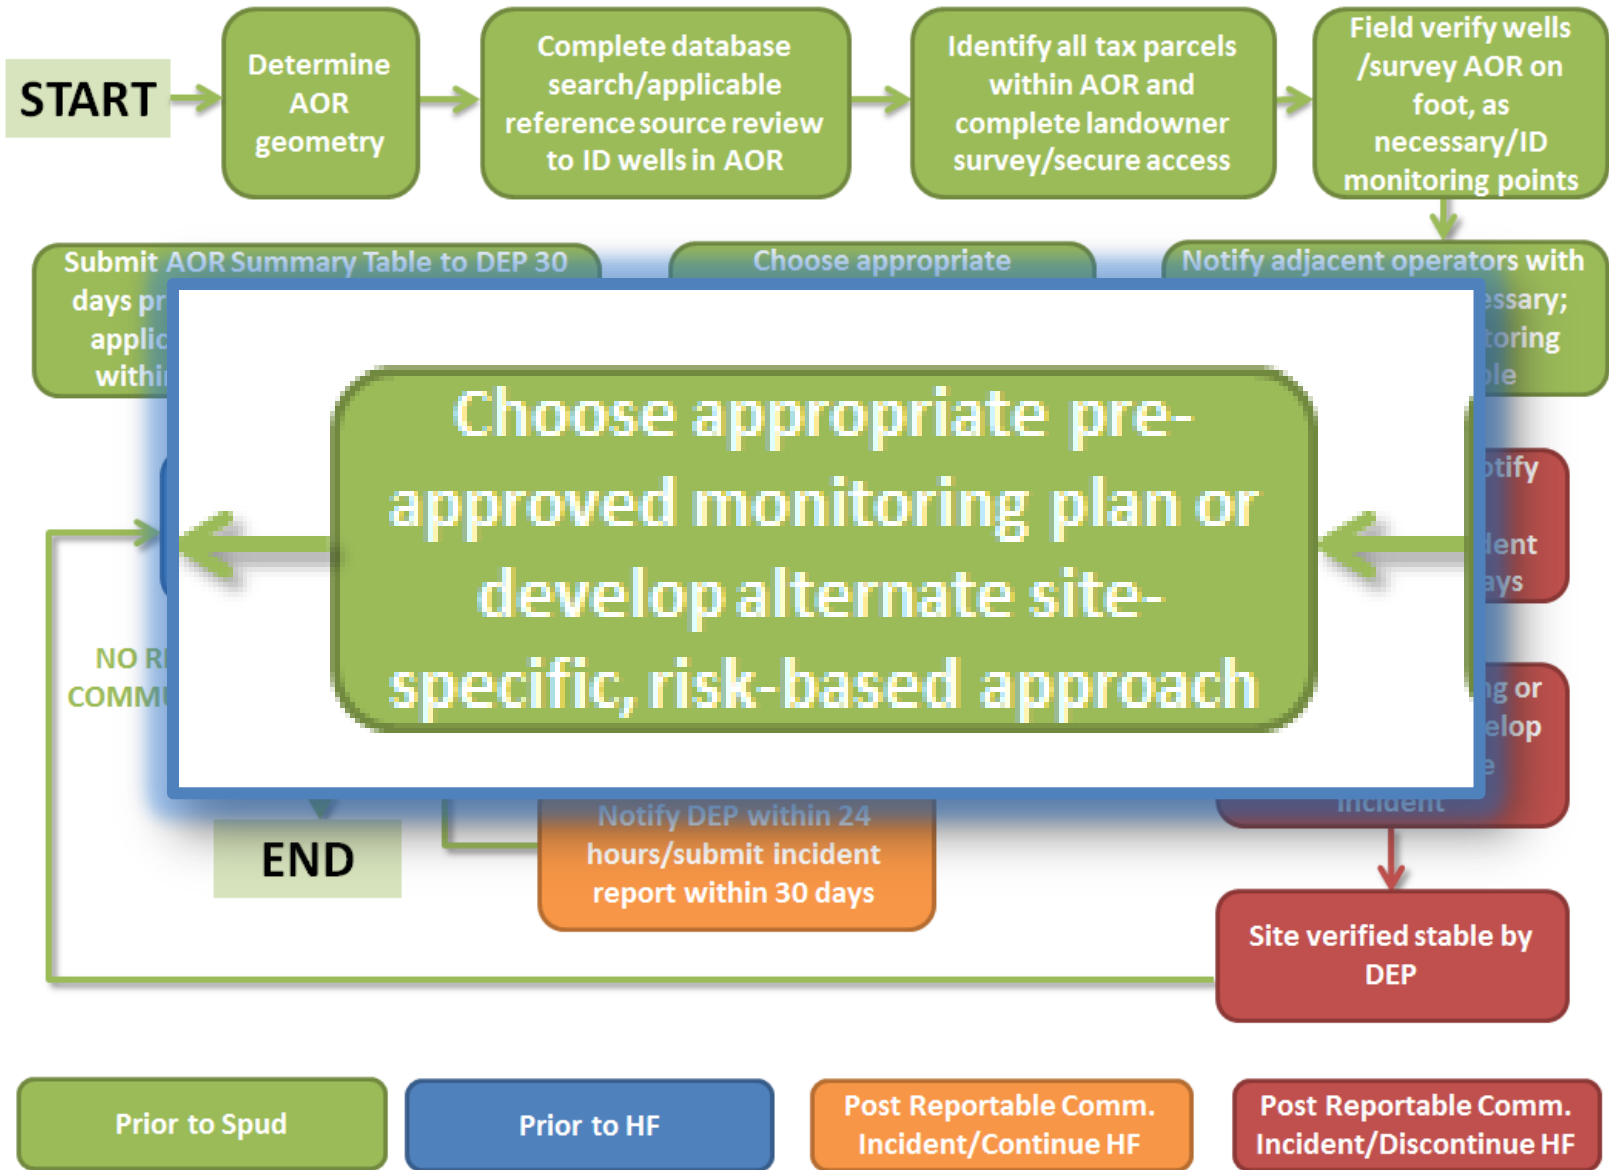 START
Determine
AOR
geometry
Complete database
search/applicable
reference source review
to ID wells in AOR
Identify all tax parcels
within AOR and
complete landowner
survey/secure access
Field verify wells
/survey AOR on
foot, as
necessary/ID
monitoring points
Submit AOR Summary Table to DEP 30
days
Choose appropriate
Notify adjacent operators with
Choose appropriate pre-
approved monitoring plan or
develop alternate site-
specific, risk-based approach
NO
or
Incident
END
Notify DEP within 24
hours/submit incident
report within 30 days
Site verified stable by
DEP
Prior to Spud
Prior to HF
Post Reportable Comm.
Incident/Continue HF
Post Reportable Comm.
Incident/Discontinue HF